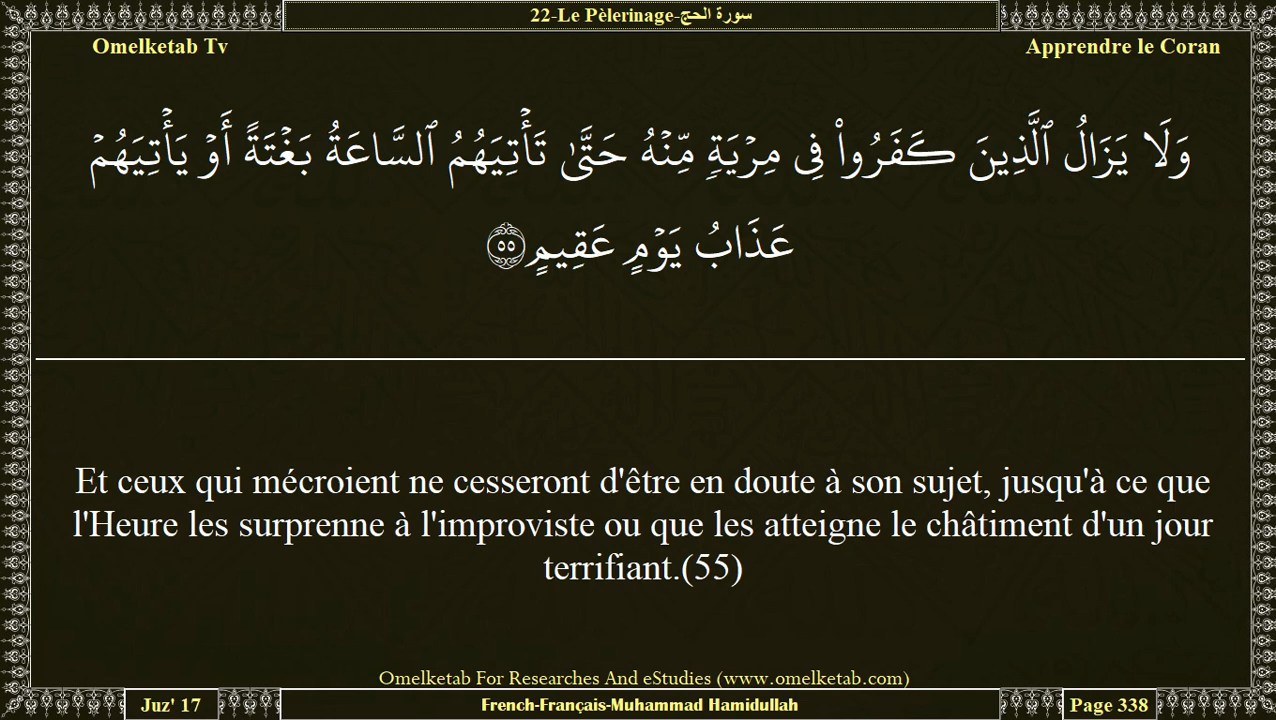 22-Le Pèlerinage-سورة الحج
Omelketab Tv
Apprendre le Coran
وَلَا يَزَالُ ٱلَّذِينَ كَفَرُوا۟ فِى مِرْيَةٍ مِّنْهُ حَتَّىٰ تَأْتِيَهُمُ ٱلسَّاعَةُ بَغْتَةً أَوْ يَأْتِيَهُمْ
عَذَابُ يَوْمٍ عَقِيمٍ ٥٥
Et ceux qui mécroient ne cesseront d'être en doute à son sujet, jusqu'à ce que
l'Heure les surprenne à l'improviste ou que les atteigne le châtiment d'un jour
terrifiant.(55)
Omelketab For Researches And eStudies (www.omelketab.com)
Juz' 17
French-Français-Muhammad Hamidullah
Page 338